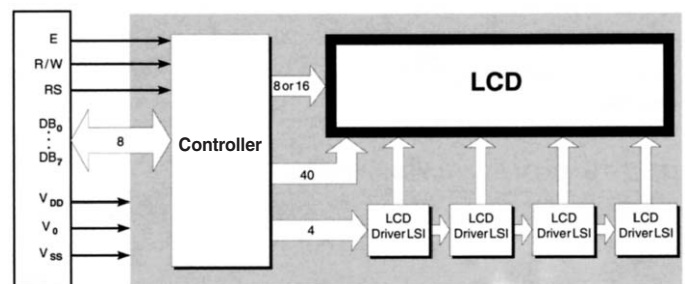 E
R/W
RS
DB0
⋮
DB7
VDD
V0
VSS
8
Controller
8 or 16
40
4
LCD
LCD
Driver LSI
LCD
Driver LSI
LCD
Driver LSI
LCD
Driver LSI